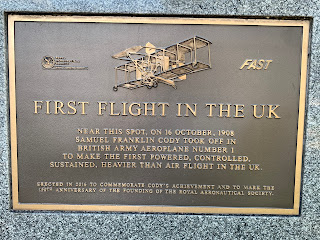 FAST
FIRST FLIGHT IN THE UK
NEAR THIS SPOT, ON 16 OCTOBER, 1908
SAMUEL FRANKLIN CODY TOOK OFF IN
BRITISH ARMY AEROPLANE NUMBER 1
TO MAKE THE FIRST POWERED, CONTROLLED,
SUSTAINED, HEAVIER THAN AIR FLIGHT IN THE UK.
ERECTED IN 2016 TO COMMEMORATE CODY'S ACHIEVEMENT AND TO MARK THE
150TH ANNIVERSARY OF THE FOUNDING OF THE ROYAL AERONAUTICAL SOCIETY.